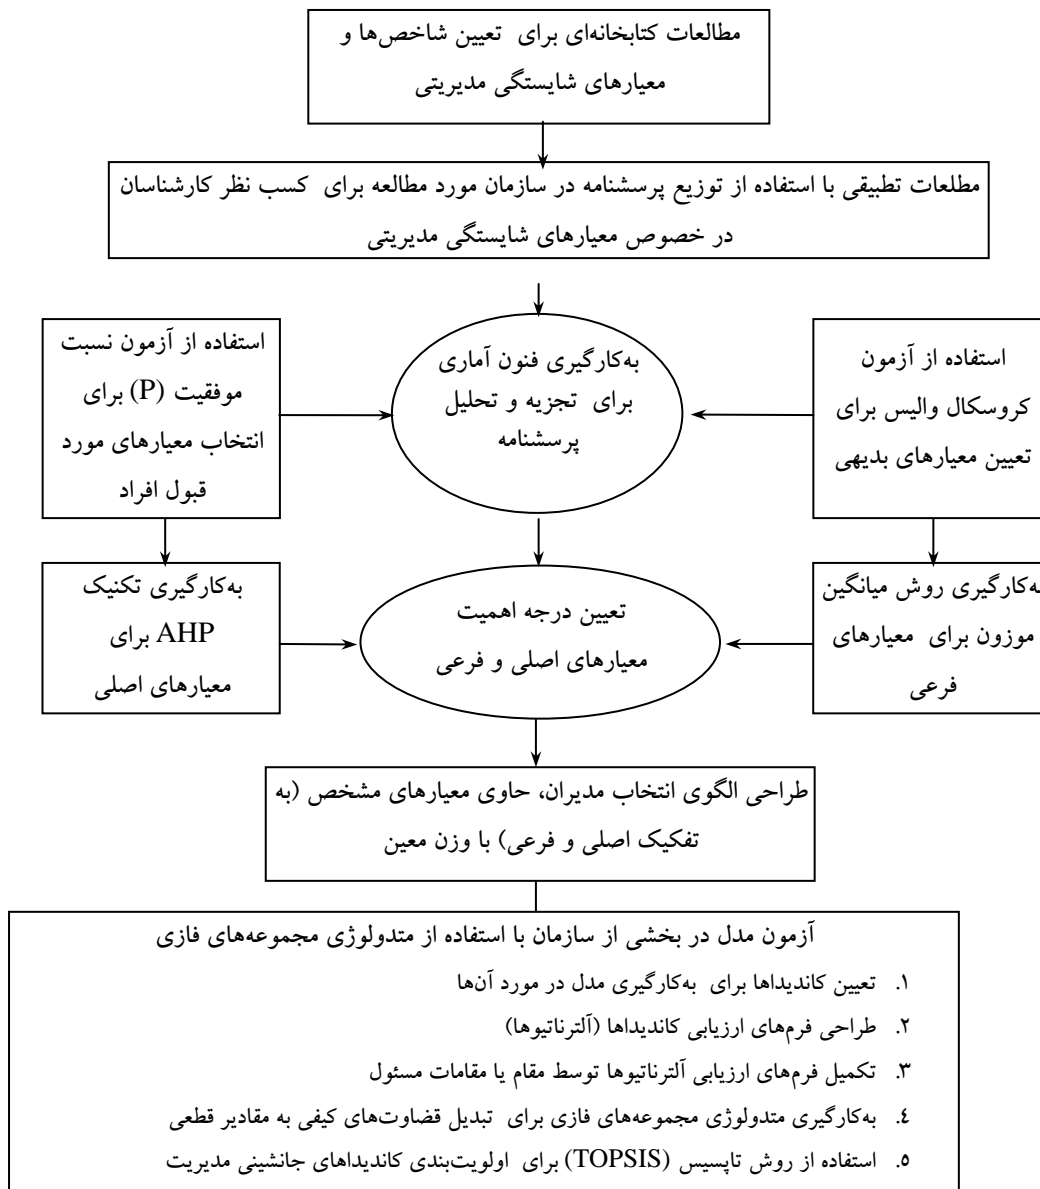 مطالعات کتابخانه‌ای برای تعیین شاخص‌ها و
معیارهای شایستگی مدیریتی
مطلعات تطبیقی با استفاده از توزیع پرسشنامه در سازمان مورد مطالعه برای کسب نظر کارشناسان
در خصوص معیارهای شایستگی مدیریتی
استفاده از آزمون
کروسکال والیس برای
تعیین معیارهای بدیهی
به‌کارگیری فنون آماری
برای تجزیه و تحلیل
پرسشنامه
استفاده از آزمون نسبت
موفقیت (P) برای
انتخاب معیارهای مورد
قبول افراد
به‌کارگیری روش میانگین
موزون برای معیارهای
فرعی
تعیین درجه اهمیت
معیارهای اصلی و فرعی
به‌کارگیری تکنیک
AHP برای
معیارهای اصلی
طراحی الگوی انتخاب مدیران، حاوی معیارهای مشخص (به
تفکیک اصلی و فرعی) با وزن معین
آزمون مدل در بخشی از سازمان با استفاده از متدولوژی مجموعه‌های فازی
۱. تعیین کاندیداها برای به‌کارگیری مدل در مورد آن‌ها
۲. طراحی فرم‌های ارزیابی کاندیداها (آلترناتیوها)
۳. تکمیل فرم‌های ارزیابی آلترناتیوها توسط مقام یا مقامات مسئول
٤. به‌کارگیری متدولوژی مجموعه‌های فازی برای تبدیل قضاوت‌های کیفی به مقادیر قطعی
٥. استفاده از روش تاپسیس (TOPSIS) برای اولویت‌بندی کاندیداهای جانشینی مدیریت